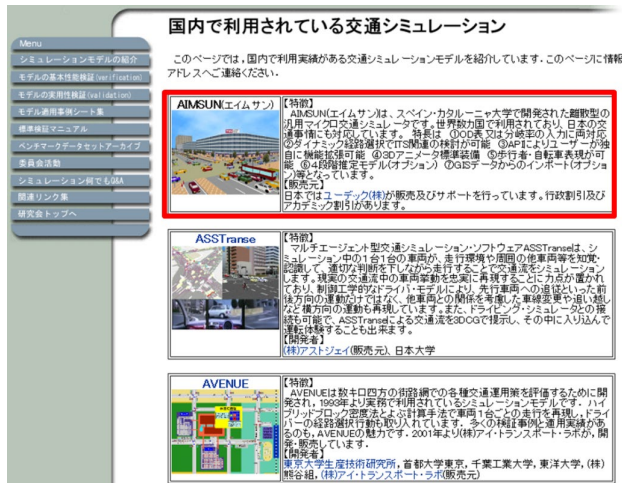 国内で利用されている交通シミュレーション
Menu
シミュレーションモデルの紹介
モデルの基本性能検証(verification)
モデルの実用性検証(validation)
モデル適用事例シート集
標準検証マニュアル
ベンチマークデータセットアーカイブ
委員会活動
シミュレーション何でもQ&A
関連リンク集
研究会トップへ
このページでは,国内で利用実績がある交通シミュレーションモデルを紹介しています.このページに情報
アドレスへご連絡ください.
AIMSUN(エイムサン)
【特徴】
AIMSUN(エイムサン)は、スペイン・カタルーニャ大学で開発された離散型の
汎用マイクロ交通シミュレータです。世界数カ国で利用されており、日本の交
通事情にも対応しています。 特長は ①OD表又は分岐率の入力に両対応
②ダイナミック経路選択でITS関連の検討が可能 ③APIによりユーザーが独
自に機能拡張可能 ④3Dアニメータ標準装備 ⑤歩行者・自転車表現が可
能 ⑥4段階推定モデル(オプション) ⑦GISデータからのインポート(オプショ
ン)等となっています。
【販売元】
日本ではユーデック(株)が販売及びサポートを行っています。行政割引及び
アカデミック割引があります。
ASSTranse
【特徴】
マルチエージェント型交通シミュレーション・ソフトウェアASSTranseは、シ
ミュレーション中の1台1台の車両が、走行環境や周囲の他車両等を知覚・
認識して、適切な判断を下しながら走行することで交通流をシミュレーション
します。現実の交通流中の車両挙動を忠実に再現することに力点が置かれ
ており、制御工学的なドライバ・モデルにより、先行車両への追従といった前
後方向の運動だけではなく、他車両との関係を考慮した車線変更や追い越し
など横方向の運動も再現しています。また、ドライビング・シミュレータとの接
続も可能で、ASSTranseによる交通流を3DCGで提示し、その中に入り込んで
運転体験することも出来ます。
【開発者】
(株)アストジェイ(販売元)、日本大学
AVENUE
【特徴】
AVENUEは数キロ四方の街路網での各種交通運用策を評価するために開
発され,1993年より実務で利用されているシミュレーションモデルです. ハイ
ブリッドブロック密度法とよぶ計算手法で車両1台ごとの走行を再現し,ドライ
バーの経路選択行動も取り入れています. 多くの検証事例と適用実績があ
るのも,AVENUEの魅力です.2001年より(株)アイ・トランスポート・ラボが,開
発・販売しています.
【開発者】
東京大学生産技術研究所,首都大学東京,千葉工業大学,東洋大学,(株)
熊谷組,(株)アイ・トランスポート・ラボ(販売元)